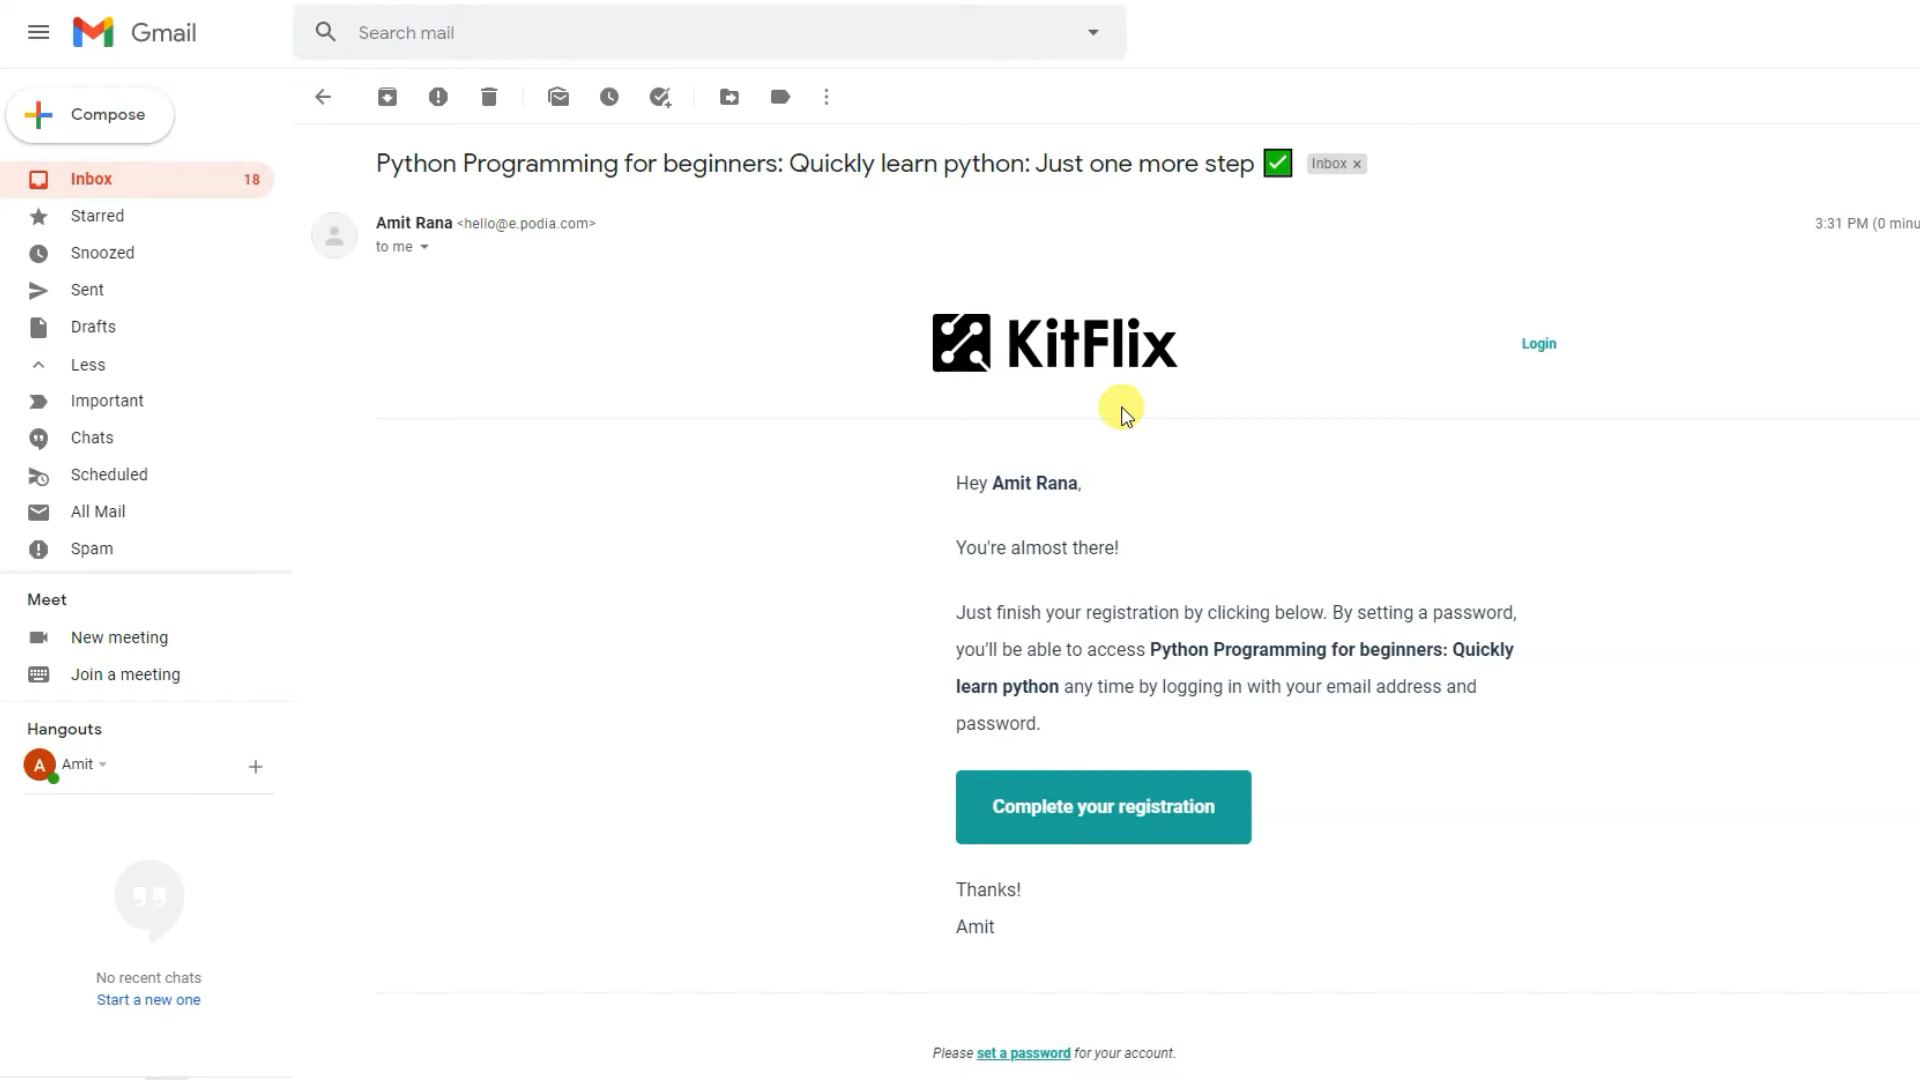 Gmail
Search mail
Compose
Inbox 18
Starred
Snoozed
Sent
Drafts
Less
Important
Chats
Scheduled
All Mail
Spam
Meet
New meeting
Join a meeting
Hangouts
A Amit
No recent chats
Start a new one
Python Programming for beginners: Quickly learn python: Just one more step ✅ Inbox x
Amit Rana <hello@e.podia.com> 3:31 PM (0 minu
to me
KitFlix
Login
Hey Amit Rana,
You're almost there!
Just finish your registration by clicking below. By setting a password,
you'll be able to access Python Programming for beginners: Quickly
learn python any time by logging in with your email address and
password.
Complete your registration
Thanks!
Amit
Please set a password for your account.